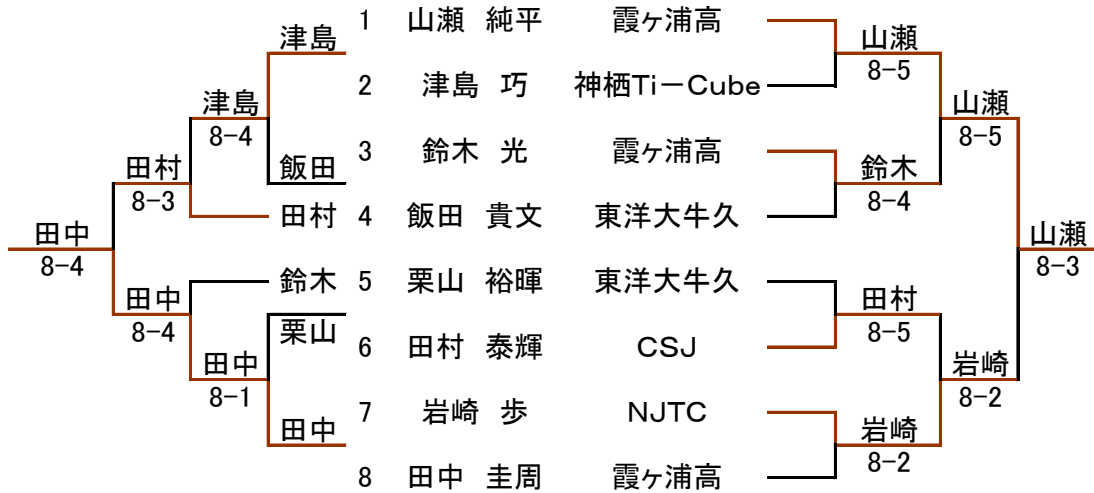 1 山瀬 純平 霞ヶ浦高
津島 山瀬
8-5
2 津島 巧 神栖Ti-Cube
津島 山瀬
8-4 8-5
3 鈴木 光 霞ヶ浦高
田村 飯田 鈴木
8-3 8-4
田村 4 飯田 貴文 東洋大牛久
田中 山瀬
8-4 8-3
鈴木 5 栗山 裕暉 東洋大牛久
田中 田村
8-4 栗山 8-5
6 田村 泰輝 CSJ
田中 岩崎
8-1 8-2
7 岩崎 歩 NJTC
田中 岩崎
8-2
8 田中 圭周 霞ヶ浦高